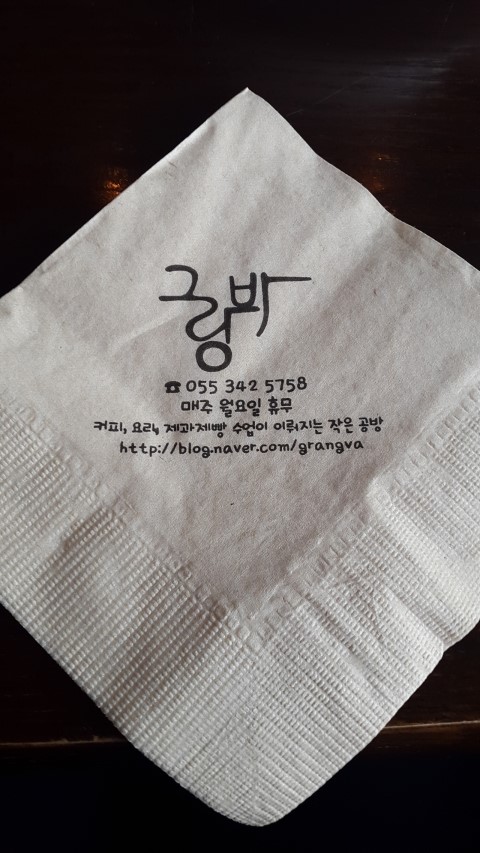 그랑바
☎ 055 342 5758
매주 월요일 휴무
커피, 요리, 제과제빵 수업이 이뤄지는 작은 공방
http://blog.naver.com/grangva